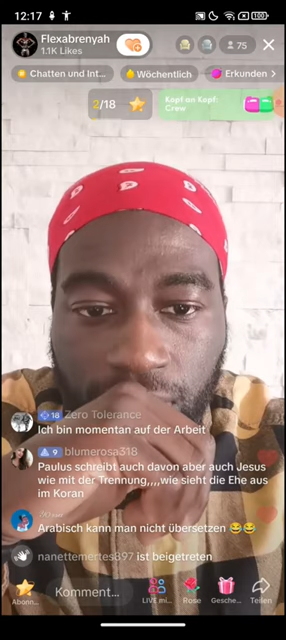 12:17
100
Flexabrenyah
1.1K Likes
75
Chatten und Int...
Wöchentlich
Erkunden >
2/18
Kopf an Kopf:
Crew
18 Zero Tolerance
Ich bin momentan auf der Arbeit
9 blumerosa318
Paulus schreibt auch davon aber auch Jesus
wie mit der Trennung,,,,wie sieht die Ehe aus
im Koran
Arabisch kann man nicht übersetzen 😂😂
nanettemertes897 ist beigetreten
Kommentar...
Abonn...
LIVE mi...
Rose
Gesche...
Teilen